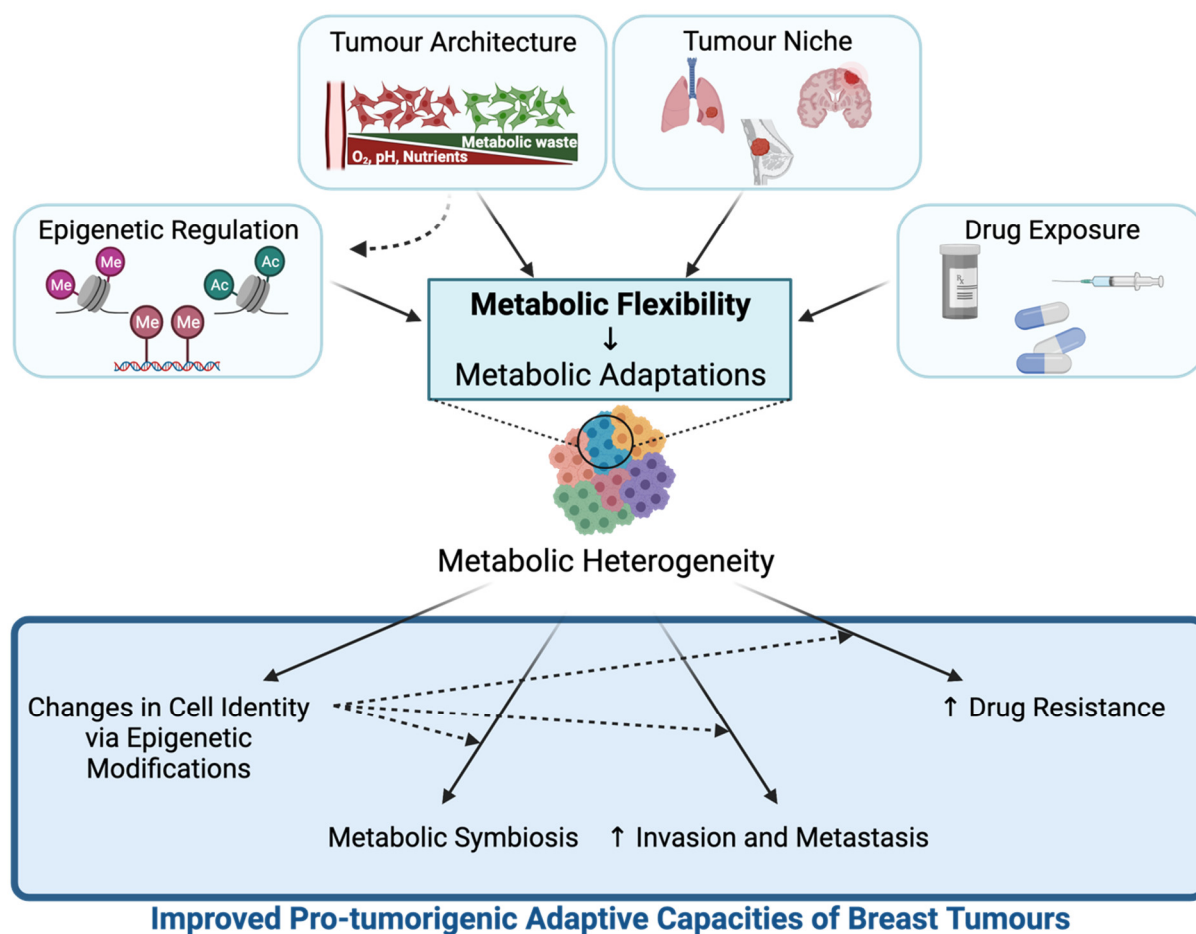 Tumour Architecture
Metabolic waste
O₂, pH, Nutrients
Tumour Niche
Epigenetic Regulation
Me
Me
Ac
Ac
Me
Me
Drug Exposure
Rx
Metabolic Flexibility
↓
Metabolic Adaptations
Metabolic Heterogeneity
Changes in Cell Identity
via Epigenetic
Modifications
↑ Drug Resistance
Metabolic Symbiosis
↑ Invasion and Metastasis
Improved Pro-tumorigenic Adaptive Capacities of Breast Tumours